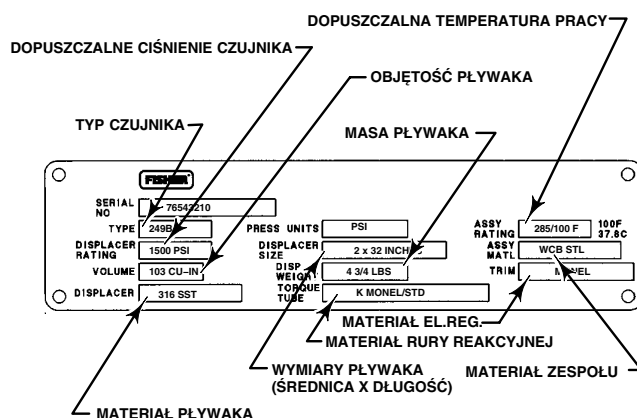 DOPUSZCZALNA TEMPERATURA PRACY
DOPUSZCZALNE CIŚNIENIE CZUJNIKA
OBJĘTOŚĆ PŁYWAKA
TYP CZUJNIKA
MASA PŁYWAKA
FISHER
SERIAL NO 76543210
TYPE 249B PRESS UNITS PSI ASSY RATING 285/100 F 100F 37.8C
DISPLACER RATING 1500 PSI DISPLACER SIZE 2 x 32 INCHES ASSY MATL WCB STL
VOLUME 103 CU–IN DISP WEIGHT 4 3/4 LBS TRIM MONEL
DISPLACER 316 SST TORQUE TUBE K MONEL/STD
MATERIAŁ EL.REG.
MATERIAŁ RURY REAKCYJNEJ
WYMIARY PŁYWAKA
(ŚREDNICA X DŁUGOŚĆ)
MATERIAŁ ZESPOŁU
MATERIAŁ PŁYWAKA